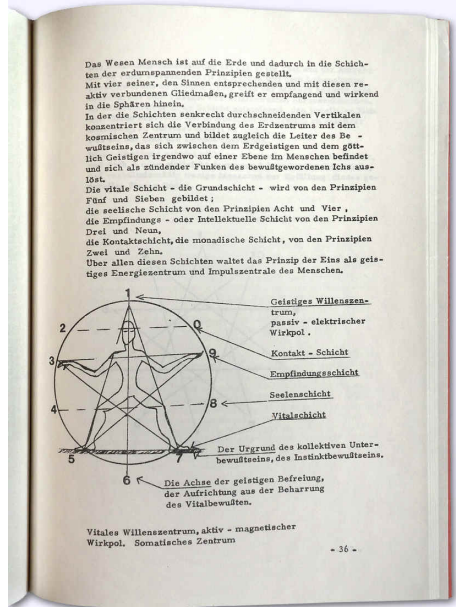 Das Wesen Mensch ist auf die Erde und dadurch in die Schich-
ten der erdumspannenden Prinzipien gestellt.
Mit vier seiner, den Sinnen entsprechenden und mit diesen re-
aktiv verbundenen Gliedmaßen, greift er empfangend und wirkend
in die Sphären hinein.
In der die Schichten senkrecht durchschneidenden Vertikalen
konzentriert sich die Verbindung des Erdzentrums mit dem
kosmischen Zentrum und bildet zugleich die Leiter des Be -
wußtseins, das sich zwischen dem Erdgeistigen und dem gött-
lich Geistigen irgendwo auf einer Ebene im Menschen befindet
und sich als zündender Funken des bewußtgewordenen Ichs aus-
löst.
Die vitale Schicht - die Grundschicht - wird von den Prinzipien
Fünf und Sieben gebildet ;
die seelische Schicht von den Prinzipien Acht und Vier ,
die Empfindungs - oder Intellektuelle Schicht von den Prinzipien
Drei und Neun,
die Kontaktschicht, die monadische Schicht, von den Prinzipien
Zwei und Zehn.
Über allen diesen Schichten waltet das Prinzip der Eins als geis-
tiges Energiezentrum und Impulszentrale des Menschen.
1
Geistiges Willenszen-
trum,
passiv - elektrischer
Wirkpol .
2
0
Kontakt - Schicht
3
9
Empfindungsschicht
Seelenschicht
4
8
Vitalschicht
5
7
Der Urgrund des kollektiven Unter-
bewußtseins, des Instinktbewußtseins.
6
Die Achse der geistigen Befreiung,
der Aufrichtung aus der Beharrung
des Vitalbewußten.
Vitales Willenszentrum, aktiv - magnetischer
Wirkpol. Somatisches Zentrum
- 36 -